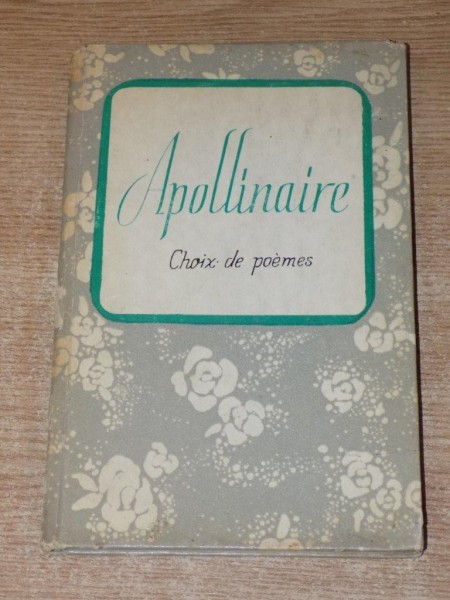 Apollinaire
Choix de poèmes